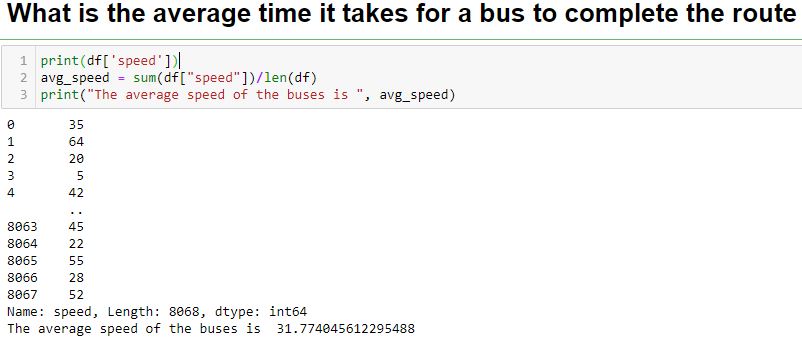 What is the average time it takes for a bus to complete the route
1 print(df['speed'])
2 avg_speed = sum(df["speed"])/len(df)
3 print("The average speed of the buses is ", avg_speed)
0 35
1 64
2 20
3 5
4 42
..
8063 45
8064 22
8065 55
8066 28
8067 52
Name: speed, Length: 8068, dtype: int64
The average speed of the buses is  31.774045612295488